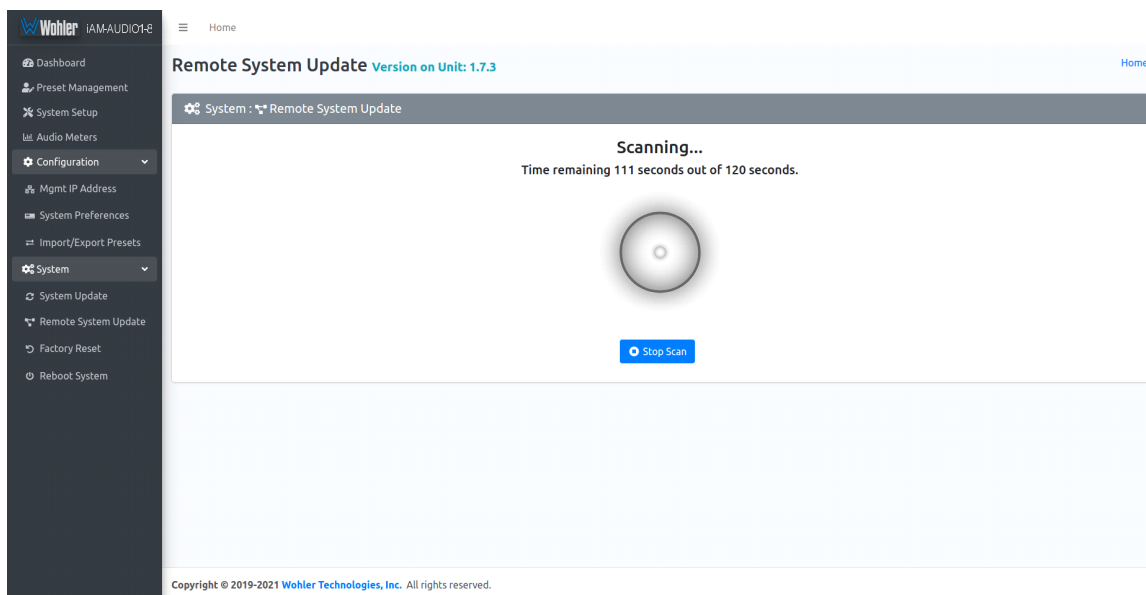 Wohler iAM-AUDIO1-8
Dashboard
Preset Management
System Setup
Audio Meters
Configuration
Mgmt IP Address
System Preferences
Import/Export Presets
System
System Update
Remote System Update
Factory Reset
Reboot System
Home
Remote System Update Version on Unit: 1.7.3
Home
System : Remote System Update
Scanning...
Time remaining 111 seconds out of 120 seconds.
Stop Scan
Copyright © 2019-2021 Wohler Technologies, Inc. All rights reserved.